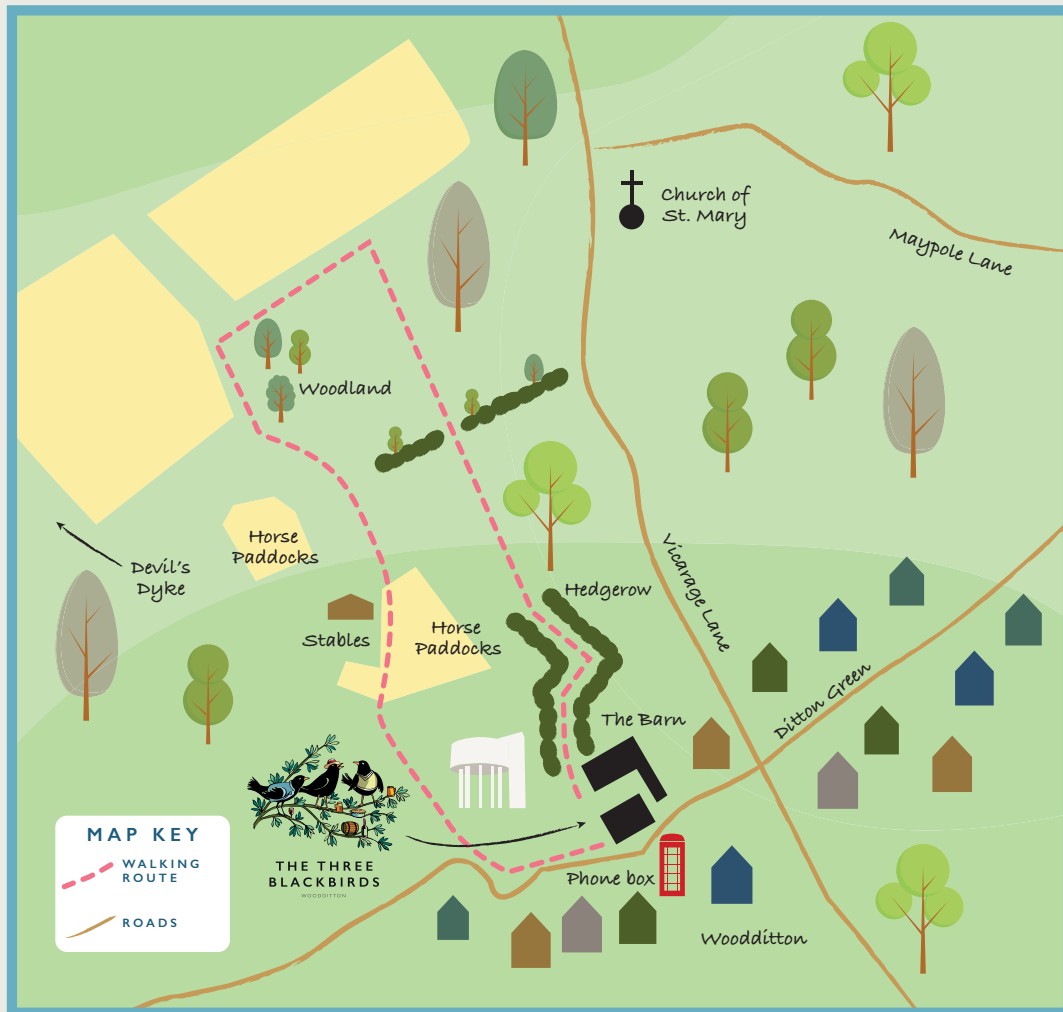 Church of
St. Mary
Maypole Lane
Woodland
Horse
Paddocks
Devil's
Dyke
Hedgerow
Vicarage Lane
Stables
Horse
Paddocks
Ditton Green
The Barn
MAP KEY
WALKING
ROUTE
ROADS
THE THREE
BLACKBIRDS
WOODDITTON
Phone box
Woodditton